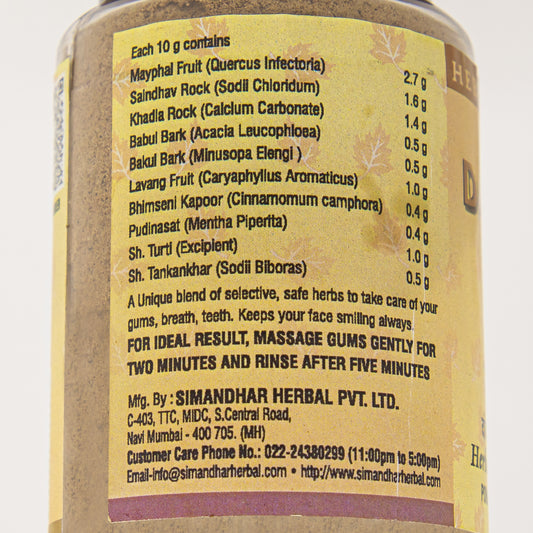 Each 10 g contains
Mayphal Fruit (Quercus Infectoria) 2.7 g
Saindhav Rock (Sodii Chloridum) 1.6 g
Khadia Rock (Calcium Carbonate) 1.4 g
Babul Bark (Acacia Leucophloea) 0.5 g
Bakul Bark (Minusopa Elengi ) 0.5 g
Lavang Fruit (Caryaphyllus Aromaticus) 1.0 g
Bhimseni Kapoor (Cinnamomum camphora) 0.4 g
Pudinasat (Mentha Piperita) 0.4 g
Sh. Turti (Excipient) 1.0 g
Sh. Tankankhar (Sodii Biboras) 0.5 g
A Unique blend of selective, safe herbs to take care of your
gums, breath, teeth. Keeps your face smiling always.
FOR IDEAL RESULT, MASSAGE GUMS GENTLY FOR
TWO MINUTES AND RINSE AFTER FIVE MINUTES
Mfg. By : SIMANDHAR HERBAL PVT. LTD.
C-403, TTC, MIDC, S.Central Road,
Navi Mumbai - 400 705. (MH)
Customer Care Phone No.: 022-24380299 (11:00pm to 5:00pm)
Email-info@simandharherbal.com • http://www.simandharherbal.com